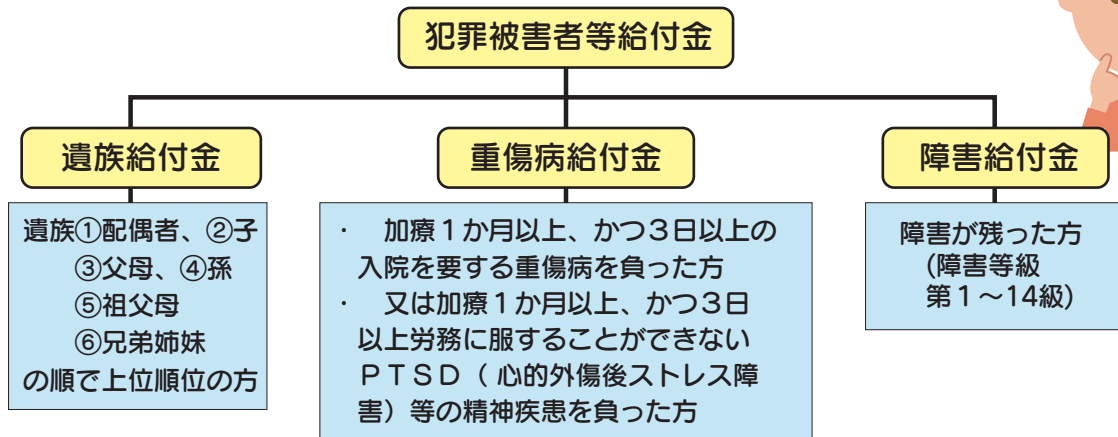 犯罪被害者等給付金
遺族給付金
遺族①配偶者、②子
③父母、④孫
⑤祖父母
⑥兄弟姉妹
の順で上位順位の方
重傷病給付金
・　加療１か月以上、かつ３日以上の
入院を要する重傷病を負った方
・　又は加療１か月以上、かつ３日
以上労務に服することができない
ＰＴＳＤ（ 心的外傷後ストレス障
害）等の精神疾患を負った方
障害給付金
障害が残った方
(障害等級
第１～14級)